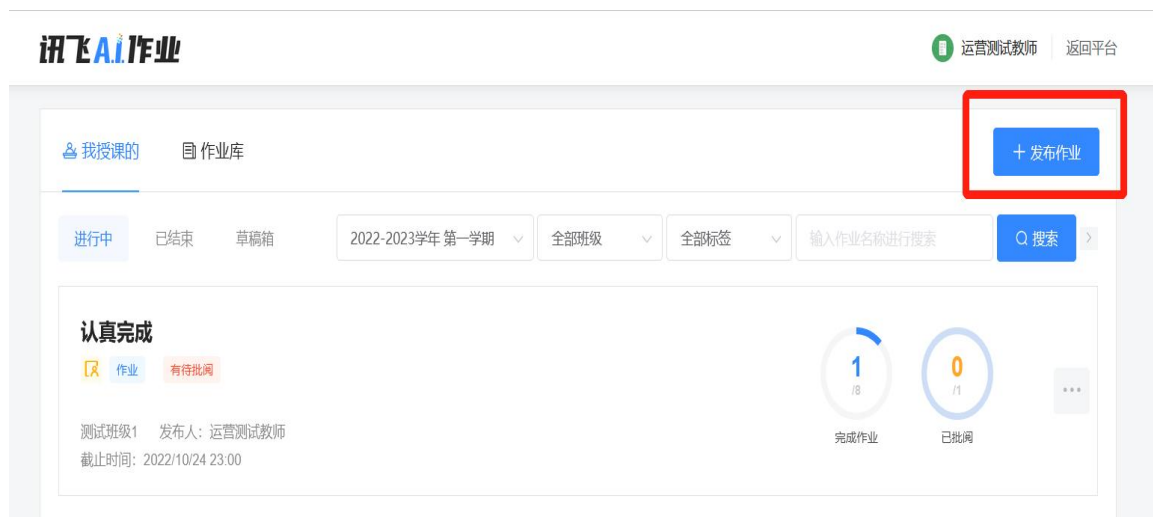 讯飞A.I.作业
运营测试教师 返回平台
我授课的 作业库 + 发布作业
进行中 已结束 草稿箱 2022-2023学年 第一学期 全部班级 全部标签 输入作业名称进行搜索 搜索
认真完成
作业 有待批阅
1
/8
完成作业
0
/1
已批阅
测试班级1 发布人：运营测试教师
截止时间：2022/10/24 23:00